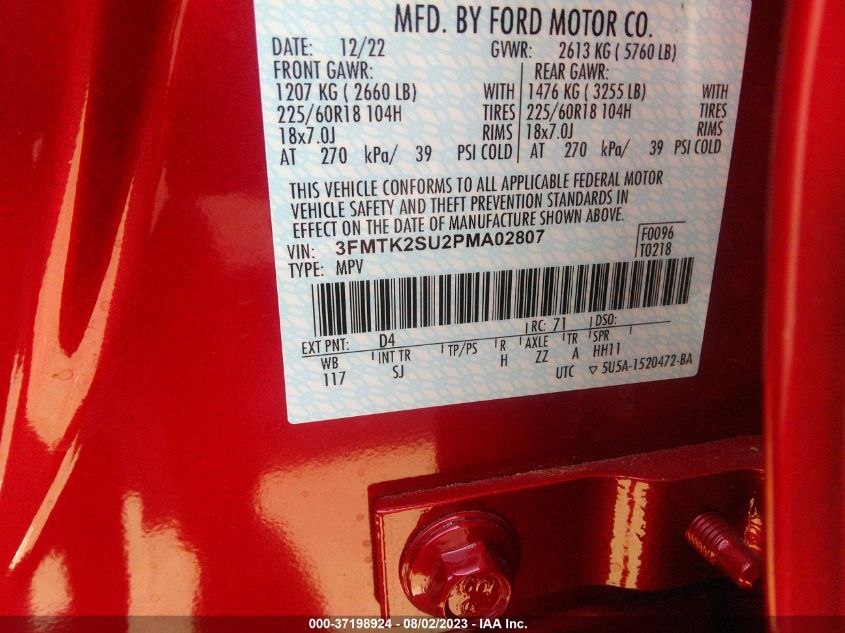 MFD. BY FORD MOTOR CO.
DATE: 12/22 GVWR: 2613 KG ( 5760 LB)
FRONT GAWR: REAR GAWR:
1207 KG ( 2660 LB) WITH 1476 KG ( 3255 LB) WITH
225/60R18 104H TIRES 225/60R18 104H TIRES
18x7.0J RIMS 18x7.0J RIMS
AT 270 kPa/ 39 PSI COLD AT 270 kPa/ 39 PSI COLD
THIS VEHICLE CONFORMS TO ALL APPLICABLE FEDERAL MOTOR
VEHICLE SAFETY AND THEFT PREVENTION STANDARDS IN
EFFECT ON THE DATE OF MANUFACTURE SHOWN ABOVE.
VIN: 3FMTK2SU2PMA02807 F0096
TYPE: MPV T0218
EXT PNT: D4 RC: 71 DSO:
WB INT TR TP/PS R AXLE TR SPR
117 SJ H ZZ A HH11
UTC ▽ 5U5A-1520472-BA
000-37198924 - 08/02/2023 - IAA Inc.